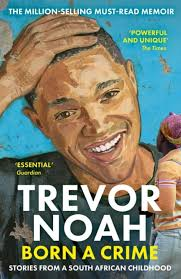 THE MILLION-SELLING MUST-READ MEMOIR
‘POWERFUL
AND UNIQUE’
The Times
‘ESSENTIAL’
Guardian
TREVOR
NOAH
BORN A CRIME
STORIES FROM A SOUTH AFRICAN CHILDHOOD